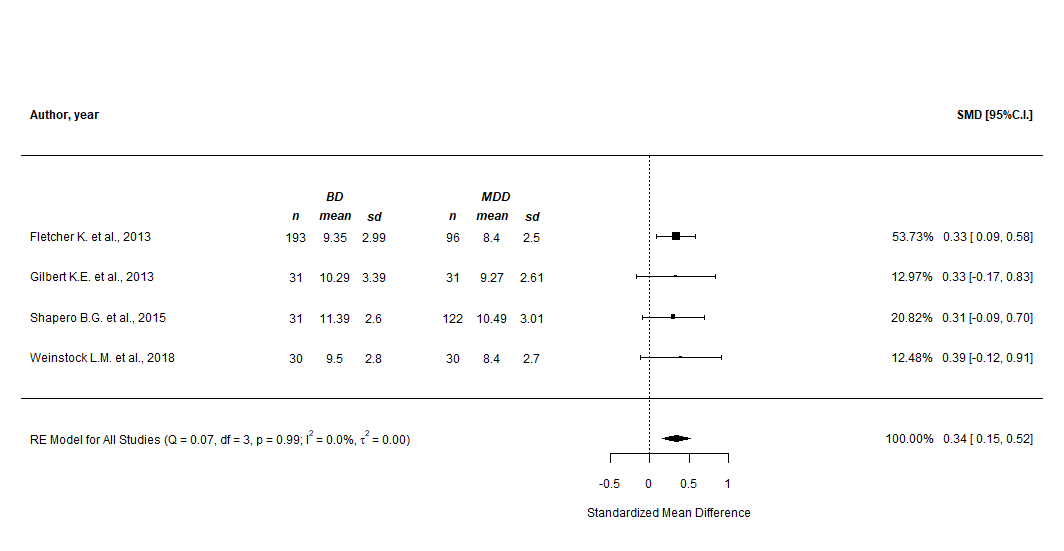 Author, year SMD [95%C.I.]
BD MDD
n mean sd n mean sd
Fletcher K. et al., 2013 193 9.35 2.99 96 8.4 2.5 53.73% 0.33 [ 0.09, 0.58]
Gilbert K.E. et al., 2013 31 10.29 3.39 31 9.27 2.61 12.97% 0.33 [-0.17, 0.83]
Shapero B.G. et al., 2015 31 11.39 2.6 122 10.49 3.01 20.82% 0.31 [-0.09, 0.70]
Weinstock L.M. et al., 2018 30 9.5 2.8 30 8.4 2.7 12.48% 0.39 [-0.12, 0.91]
RE Model for All Studies (Q = 0.07, df = 3, p = 0.99; I² = 0.0%, τ² = 0.00) 100.00% 0.34 [ 0.15, 0.52]
-0.5 0 0.5 1
Standardized Mean Difference